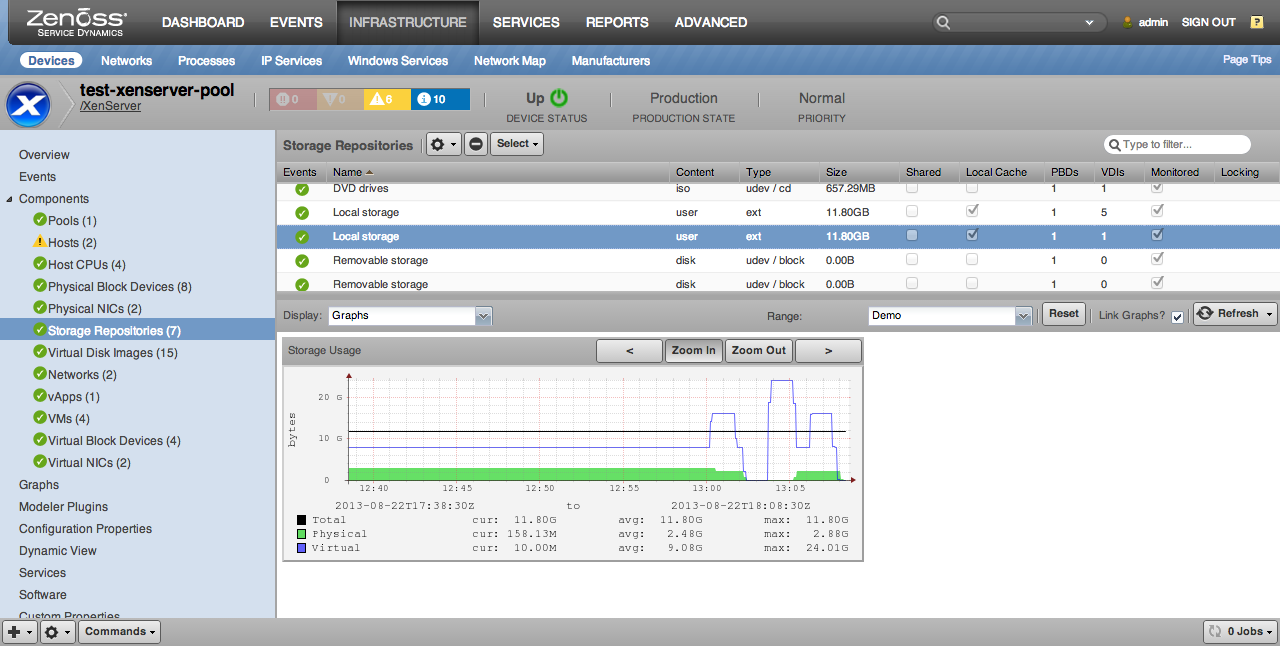 Zenoss SERVICE DYNAMICS DASHBOARD EVENTS INFRASTRUCTURE SERVICES REPORTS ADVANCED admin SIGN OUT ?
Devices Networks Processes IP Services Windows Services Network Map Manufacturers Page Tips
test-xenserver-pool
/XenServer
0 0 6 10
Up
DEVICE STATUS
Production
PRODUCTION STATE
Normal
PRIORITY
Overview
Events
Components
Pools (1)
Hosts (2)
Host CPUs (4)
Physical Block Devices (8)
Physical NICs (2)
Storage Repositories (7)
Virtual Disk Images (15)
Networks (2)
vApps (1)
VMs (4)
Virtual Block Devices (4)
Virtual NICs (2)
Graphs
Modeler Plugins
Configuration Properties
Dynamic View
Services
Software
Custom Properties
Storage Repositories Select Type to filter...
Events Name Content Type Size Shared Local Cache PBDs VDIs Monitored Locking
DVD drives iso udev / cd 657.29MB 1 1
Local storage user ext 11.80GB 1 5
Local storage user ext 11.80GB 1 1
Removable storage disk udev / block 0.00B 1 0
Removable storage disk udev / block 0.00B 1 0
Display: Graphs Range: Demo Reset Link Graphs? Refresh
Storage Usage < Zoom In Zoom Out >
bytes
20 G
10 G
0
12:40 12:45 12:50 12:55 13:00 13:05
2013-08-22T17:38:30Z to 2013-08-22T18:08:30Z
Total cur: 11.80G avg: 11.80G max: 11.80G
Physical cur: 158.13M avg: 2.48G max: 2.88G
Virtual cur: 10.00M avg: 9.08G max: 24.01G
Commands 0 Jobs